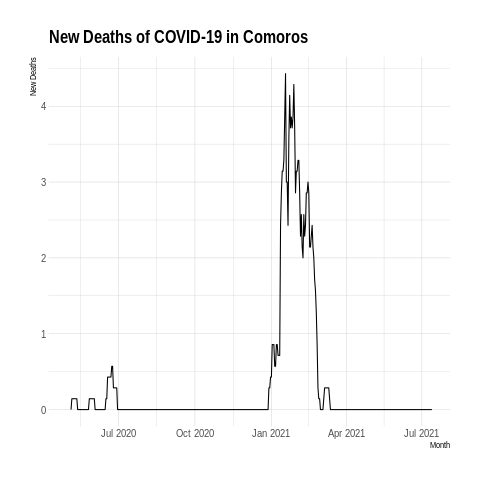 New Deaths of COVID-19 in Comoros
New Deaths
4
3
2
1
0
Jul 2020 Oct 2020 Jan 2021 Apr 2021 Jul 2021
Month